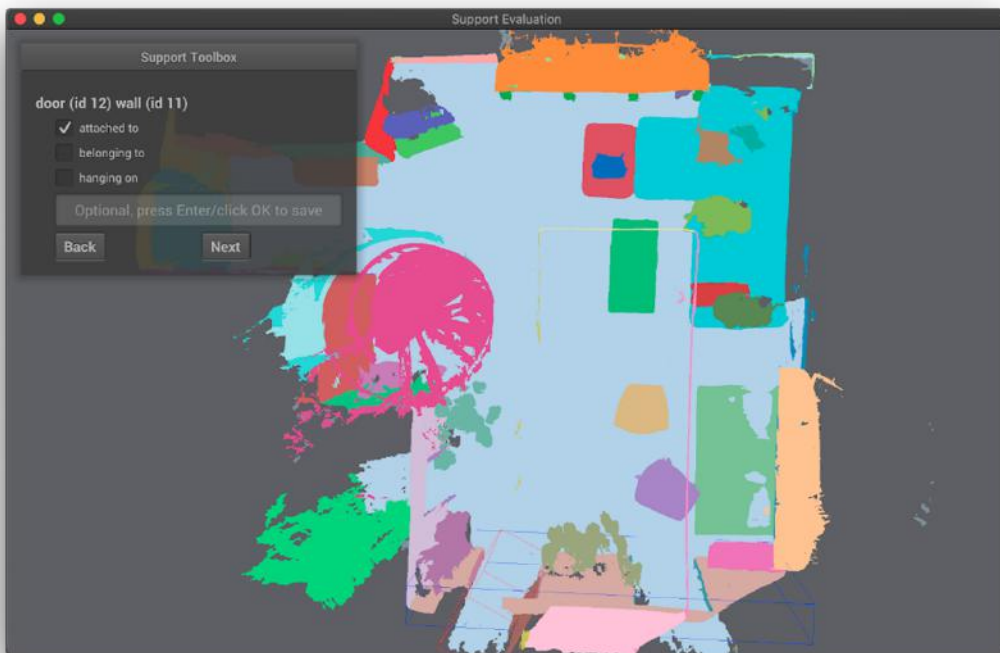 Support Evaluation
Support Toolbox
door (id 12) wall (id 11)
attached to
belonging to
hanging on
Optional, press Enter/click OK to save
Back Next